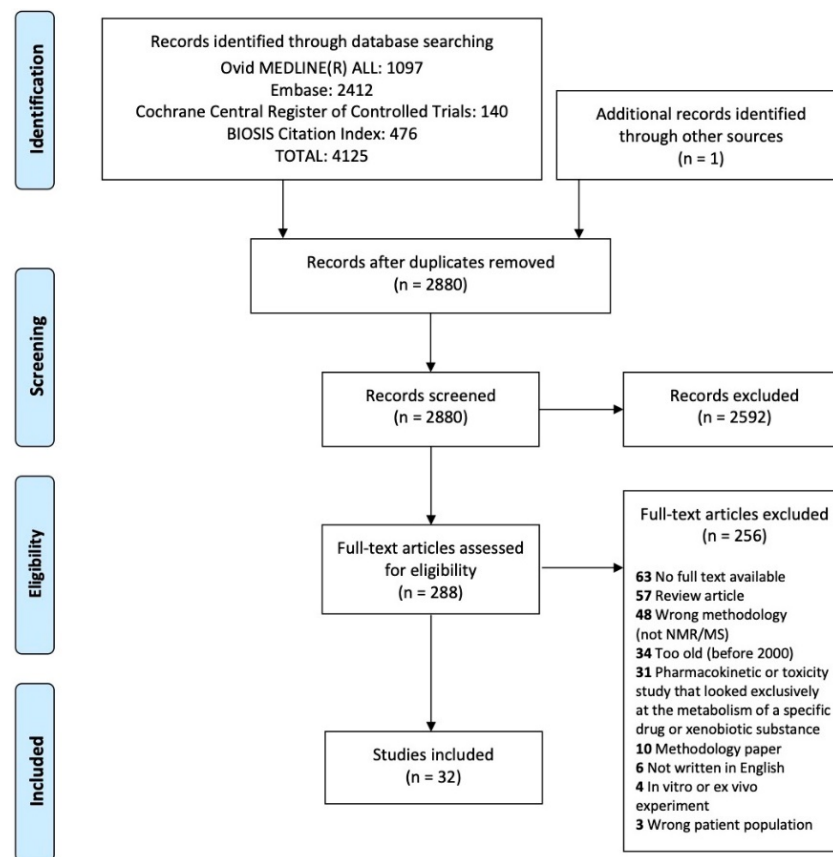 Identification
Records identified through database searching
Ovid MEDLINE(R) ALL: 1097
Embase: 2412
Cochrane Central Register of Controlled Trials: 140
BIOSIS Citation Index: 476
TOTAL: 4125
Additional records identified
through other sources
(n = 1)
Records after duplicates removed
(n = 2880)
Screening
Records screened
(n = 2880)
Records excluded
(n = 2592)
Eligibility
Full-text articles assessed
for eligibility
(n = 288)
Full-text articles excluded
(n = 256)
63 No full text available
57 Review article
48 Wrong methodology
(not NMR/MS)
34 Too old (before 2000)
31 Pharmacokinetic or toxicity
study that looked exclusively
at the metabolism of a specific
drug or xenobiotic substance
10 Methodology paper
6 Not written in English
4 In vitro or ex vivo
experiment
3 Wrong patient population
Included
Studies included
(n = 32)